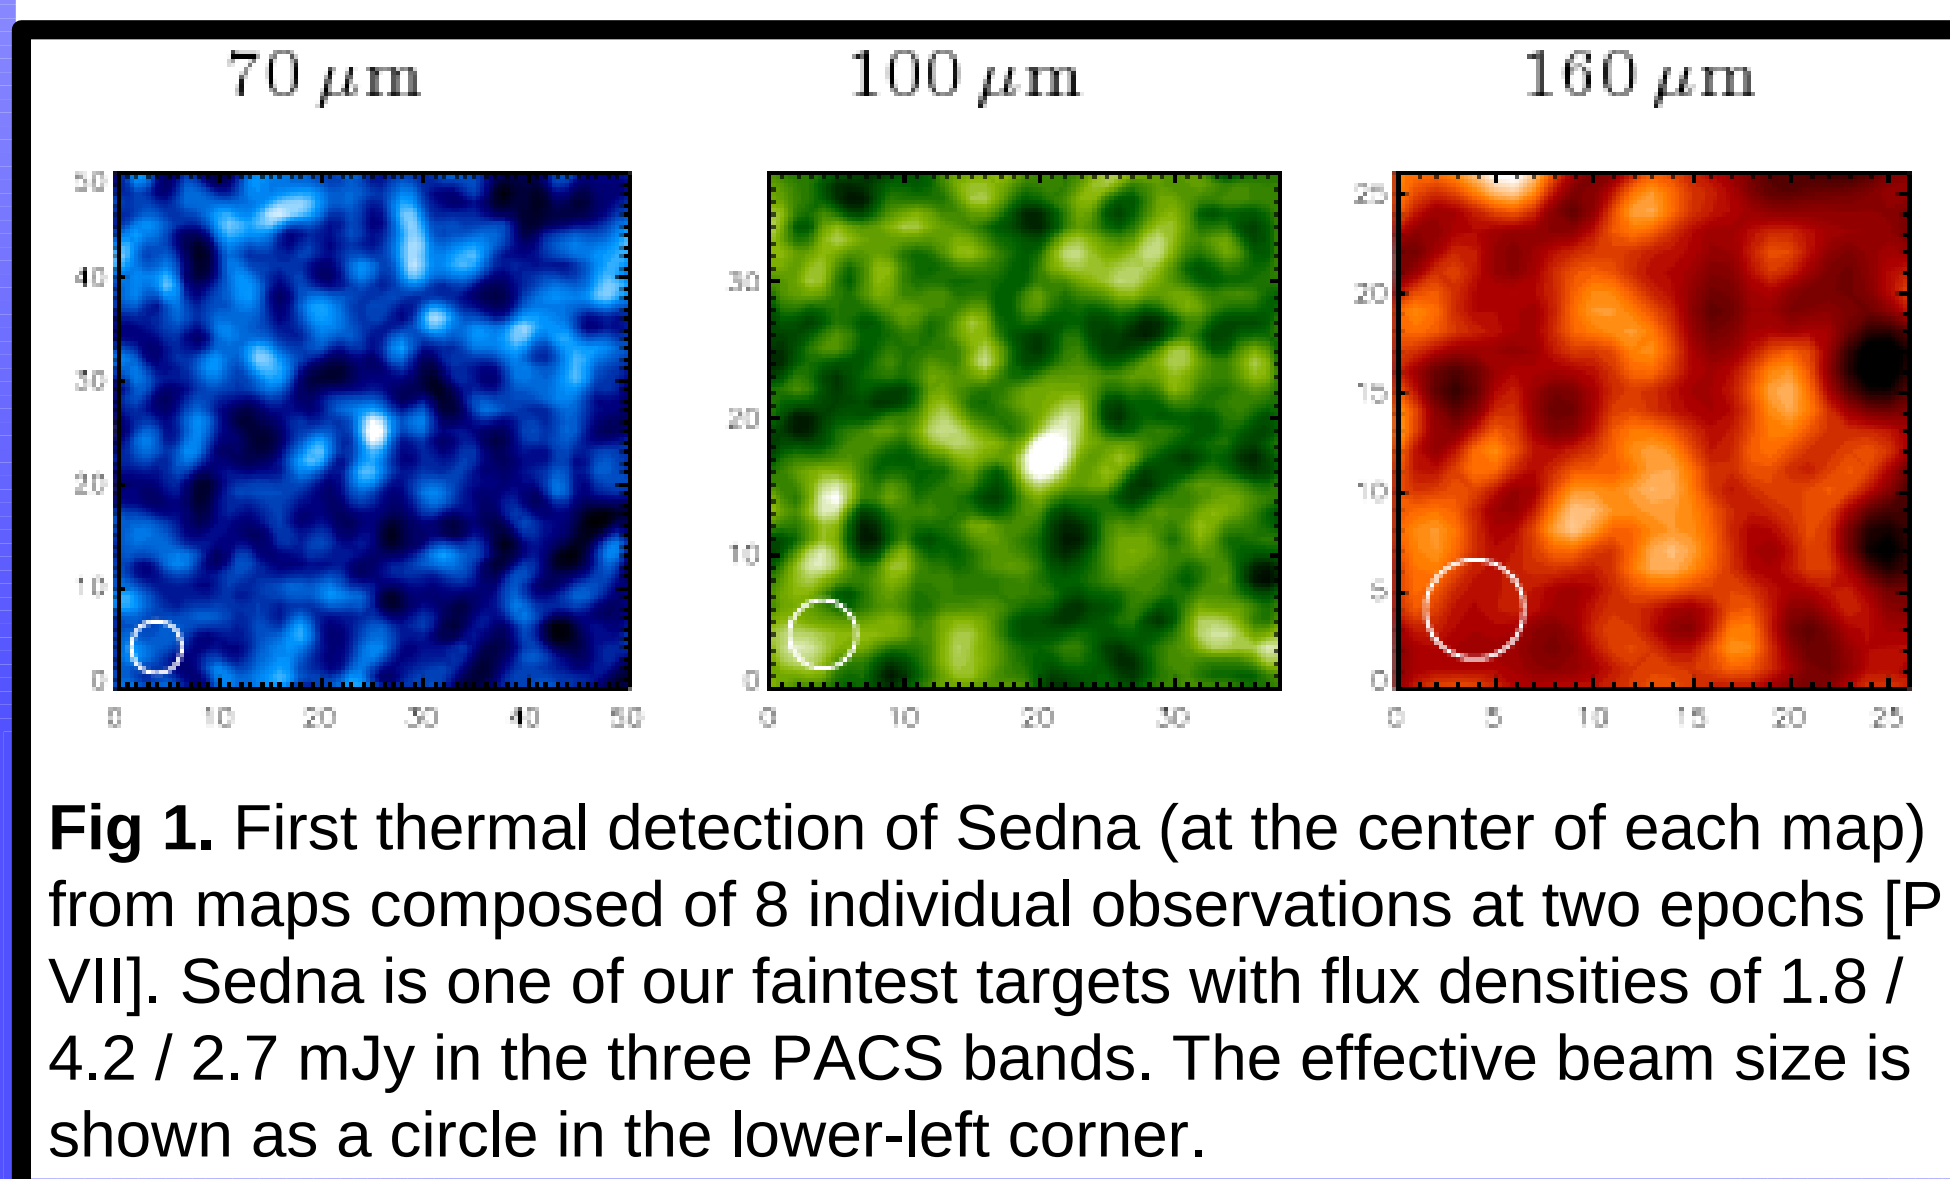 70 μm 100 μm 160 μm
50
40
30
20
10
0
0 10 20 30 40 50
30
20
10
0
0 10 20 30
25
20
15
10
5
0
0 5 10 15 20 25
Fig 1. First thermal detection of Sedna (at the center of each map)
from maps composed of 8 individual observations at two epochs [P
VII]. Sedna is one of our faintest targets with flux densities of 1.8 /
4.2 / 2.7 mJy in the three PACS bands. The effective beam size is
shown as a circle in the lower-left corner.